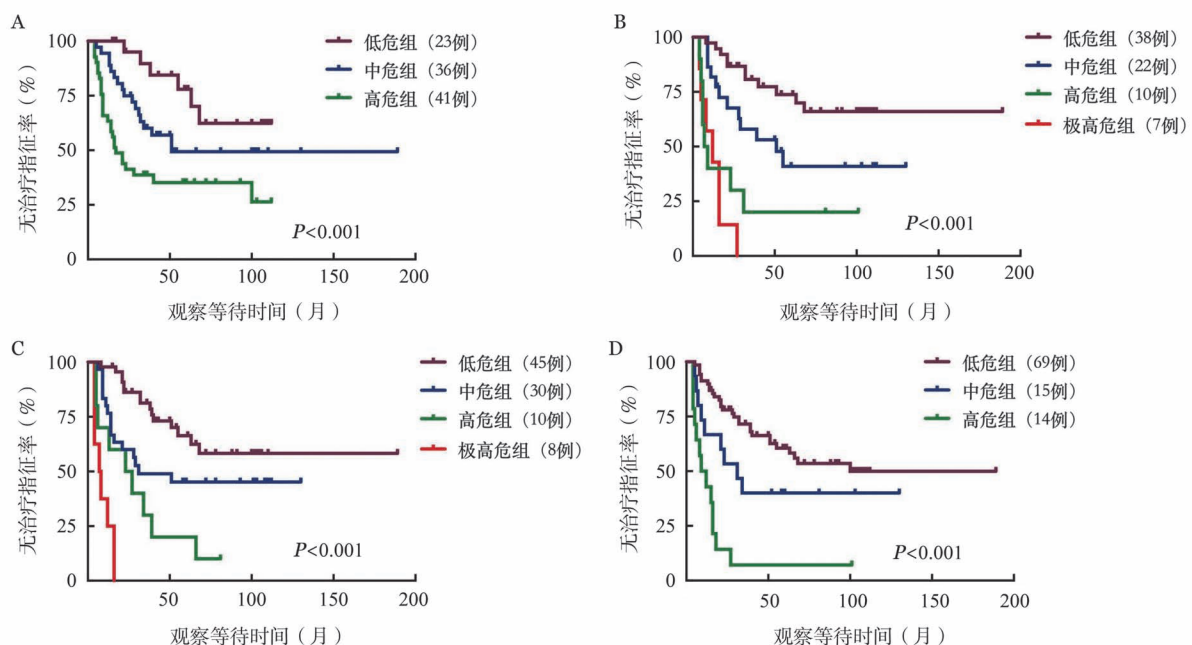 A
低危组（23例）
中危组（36例）
高危组（41例）
无治疗指征率（%）
100
75
50
25
0
P<0.001
50 100 150 200
观察等待时间（月）
B
低危组（38例）
中危组（22例）
高危组（10例）
极高危组（7例）
无治疗指征率（%）
100
75
50
25
0
P<0.001
50 100 150 200
观察等待时间（月）
C
低危组（45例）
中危组（30例）
高危组（10例）
极高危组（8例）
无治疗指征率（%）
100
75
50
25
0
P<0.001
50 100 150 200
观察等待时间（月）
D
低危组（69例）
中危组（15例）
高危组（14例）
无治疗指征率（%）
100
75
50
25
0
P<0.001
50 100 150 200
观察等待时间（月）